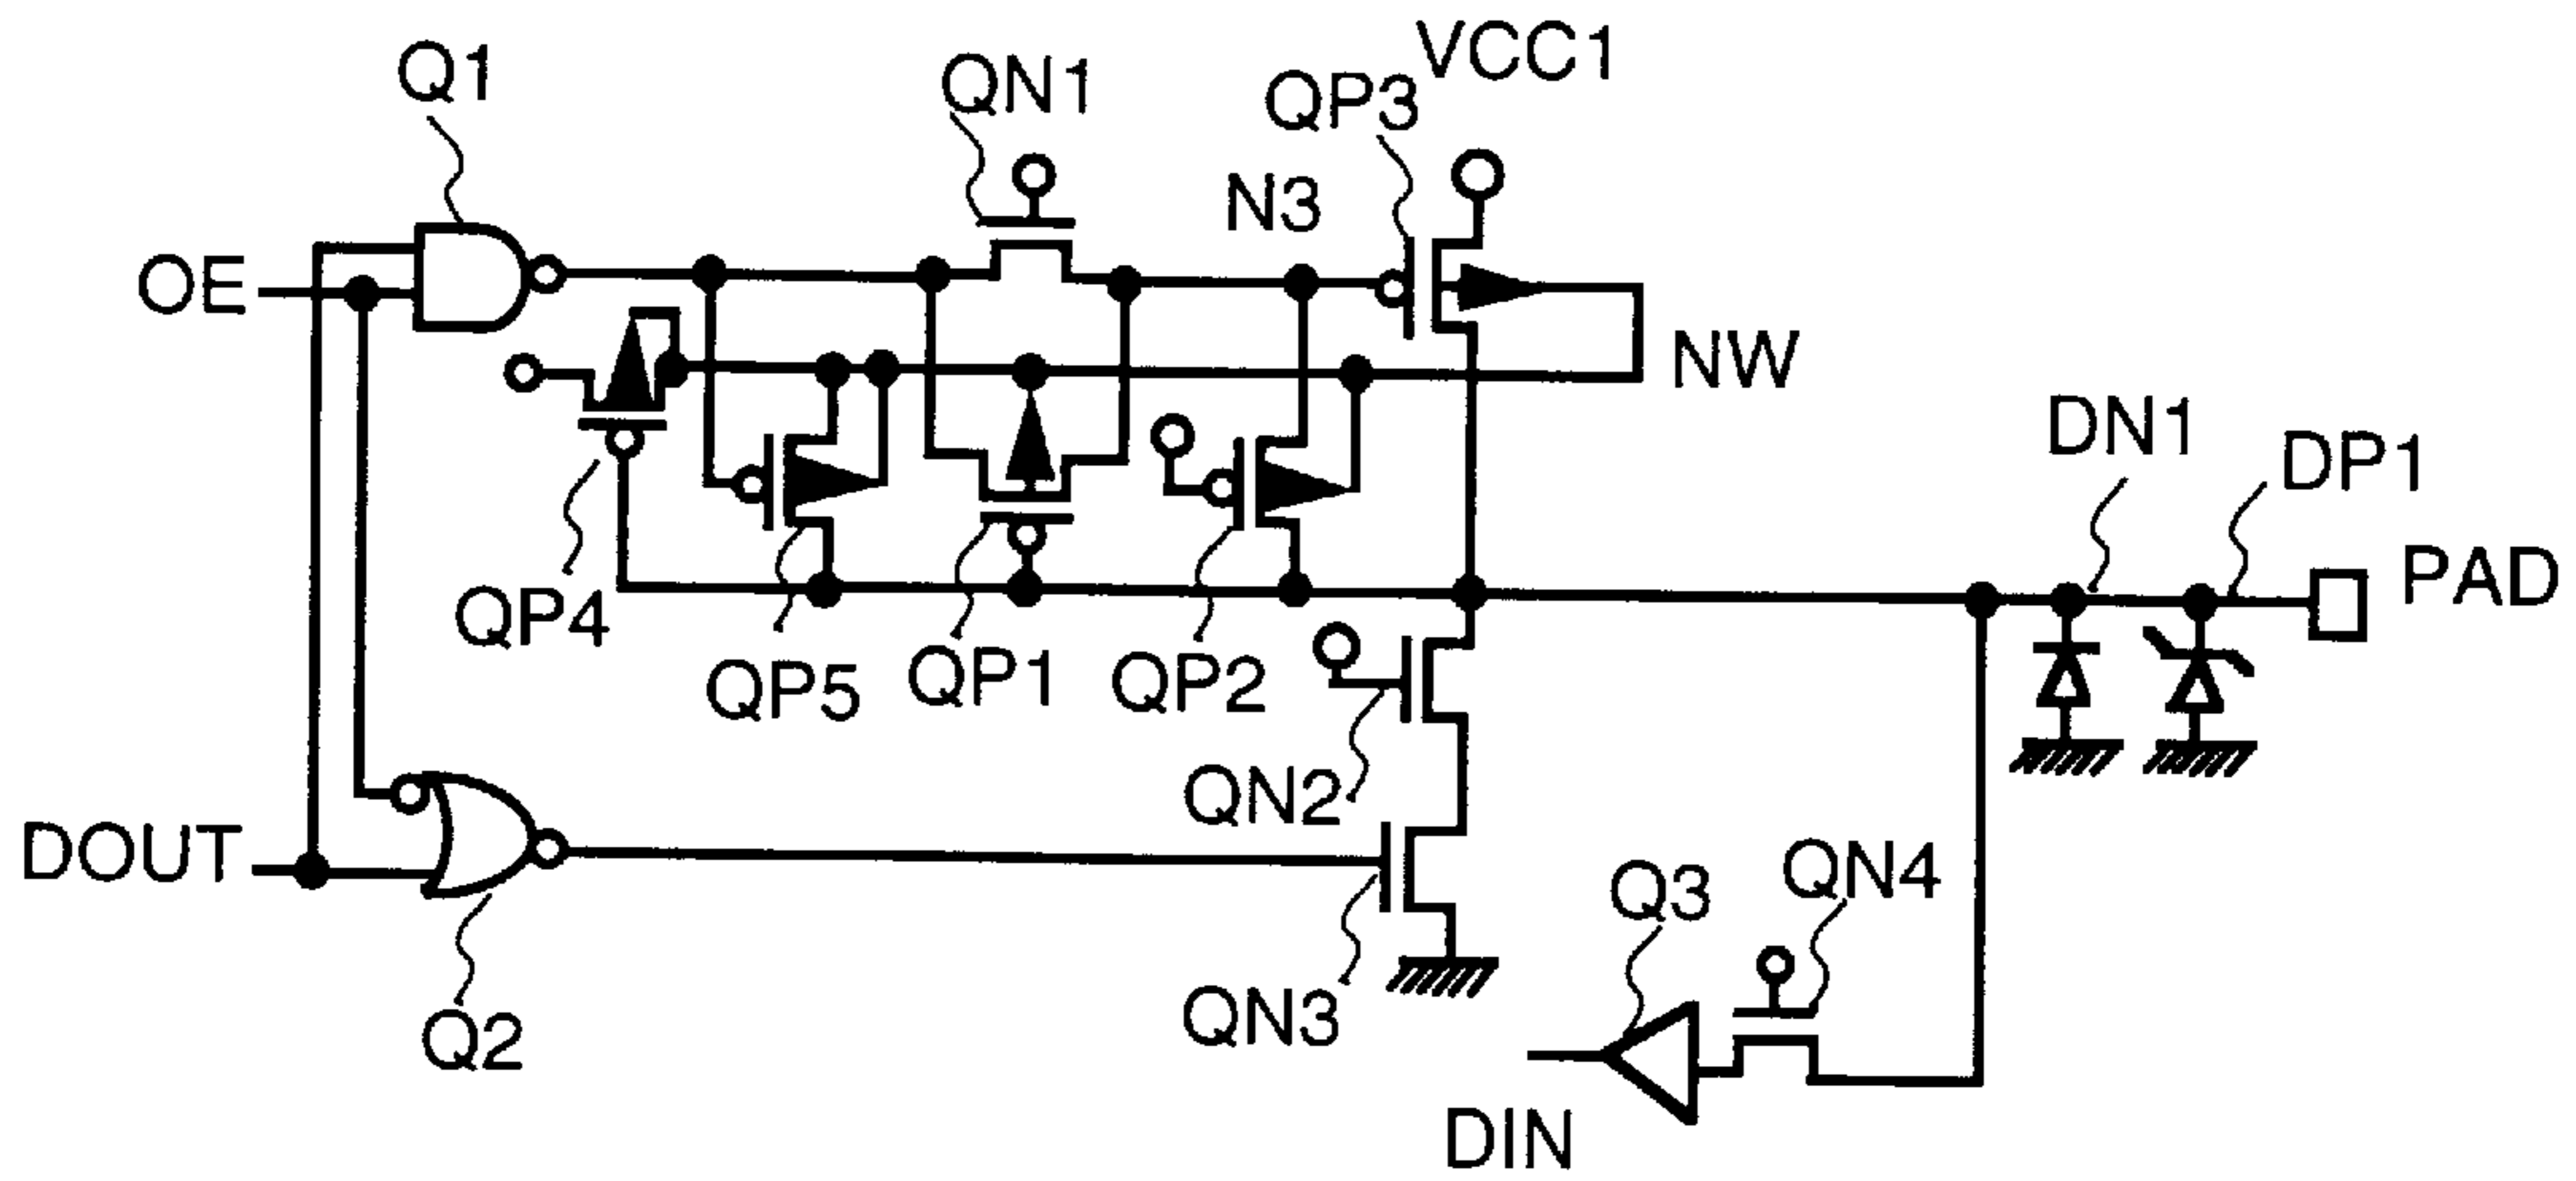 VCC1
Q1
QN1
QP3
N3
OE
NW
DN1
DP1
PAD
QP4
QP5
QP1
QP2
QN2
DOUT
Q3
QN4
QN3
Q2
DIN